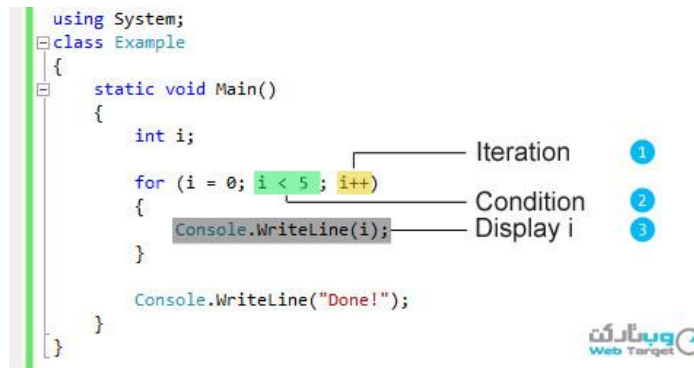 using System;
class Example
{
static void Main()
{
int i;
for (i = 0; i < 5 ; i++)
{
Console.WriteLine(i);
}
Console.WriteLine("Done!");
}
}
Iteration 1
Condition 2
Display i 3
وب‌تارگت
Web Target